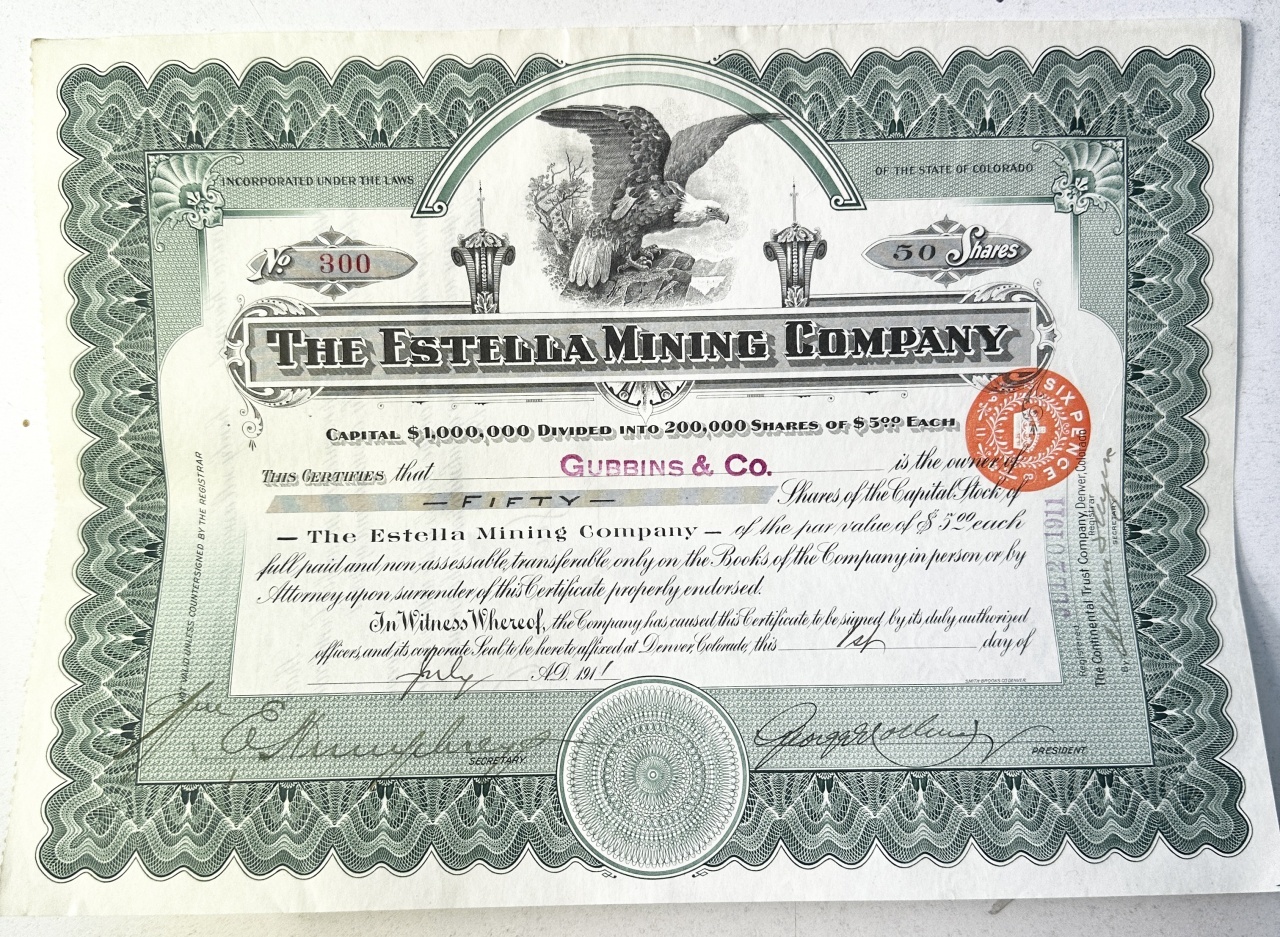 INCORPORATED UNDER THE LAWS
OF THE STATE OF COLORADO
No 300
50 Shares
THE ESTELLA MINING COMPANY
CAPITAL $1,000,000 DIVIDED INTO 200,000 SHARES OF $5.00 EACH
SIXPENCE
THIS CERTIFIES that GUBBINS & CO. is the owner of
— FIFTY — Shares of the Capital Stock of
— The Estella Mining Company — of the par value of $5.00 each
full paid and non-assessable, transferable, only on the Books of the Company, in person or by
Attorney upon surrender of this Certificate properly endorsed.
In Witness Whereof, the Company has caused this Certificate to be signed by its duly authorized
officers, and its corporate Seal to be hereto affixed at Denver, Colorado, this 1st day of
July A.D. 1911
SMITH-BROOKS CO DENVER.
NOT VALID UNLESS COUNTERSIGNED BY THE REGISTRAR
JUL 20 1911
Registered
The Continental Trust Company, Denver, Colorado
Registrar
By
SECRETARY
E Humphreys
SECRETARY
PRESIDENT